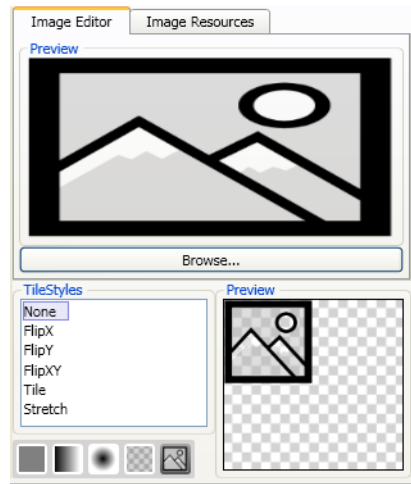 Image Editor Image Resources
Preview
Browse...
TileStyles
None
FlipX
FlipY
FlipXY
Tile
Stretch
Preview